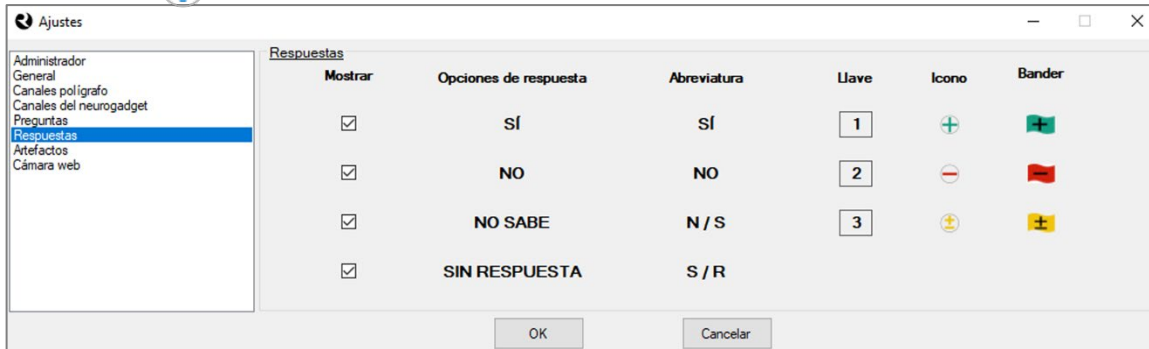 Ajustes
Administrador
General
Canales polígrafo
Canales del neurogadget
Preguntas
Respuestas
Artefactos
Cámara web
Respuestas
Mostrar Opciones de respuesta Abreviatura Llave Icono Bander
SÍ SÍ 1
NO NO 2
NO SABE N / S 3
SIN RESPUESTA S / R
OK Cancelar